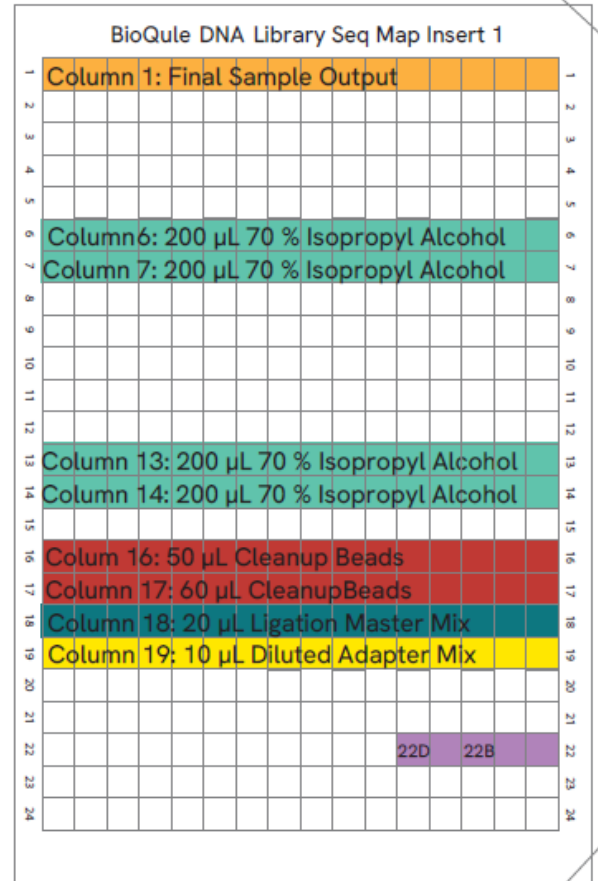 BioQule DNA Library Seq Map Insert 1
1 Column 1: Final Sample Output 1
2 2
3 3
4 4
5 5
6 Column6: 200 µL 70 % Isopropyl Alcohol 6
7 Column 7: 200 µL 70 % Isopropyl Alcohol 7
8 8
9 9
10 10
11 11
12 12
13 Column 13: 200 µL 70 % Isopropyl Alcohol 13
14 Column 14: 200 µL 70 % Isopropyl Alcohol 14
15 15
16 Colum 16: 50 µL Cleanup Beads 16
17 Column 17: 60 µL CleanupBeads 17
18 Column 18: 20 µL Ligation Master Mix 18
19 Column 19: 10 µL Diluted Adapter Mix 19
20 20
21 21
22 22D 22B 22
23 23
24 24